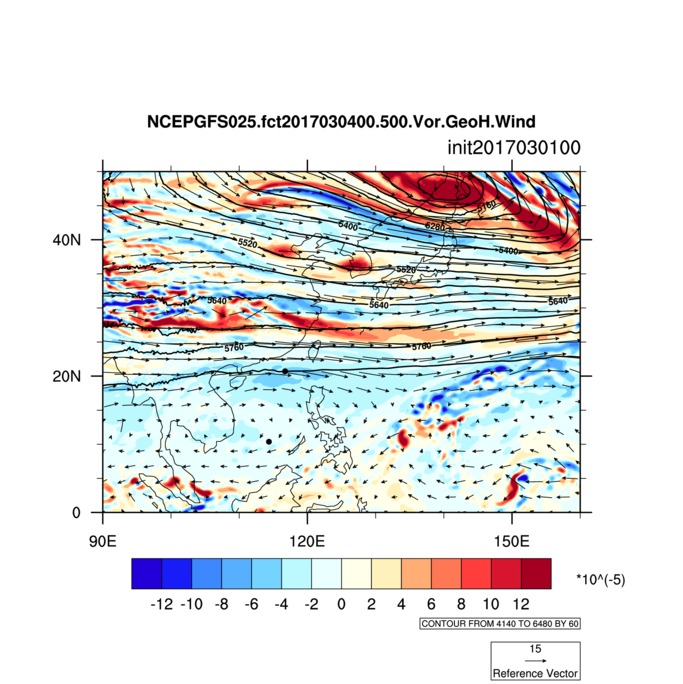 NCEPGFS025.fct2017030400.500.Vor.GeoH.Wind
init2017030100
5760
5400
5280
40N
5520
5400
5520
5640
5640
5640
5760
5760
20N
0
90E 120E 150E
-12 -10 -8 -6 -4 -2 0 2 4 6 8 10 12
*10^(-5)
CONTOUR FROM 4140 TO 6480 BY 60
15
Reference Vector